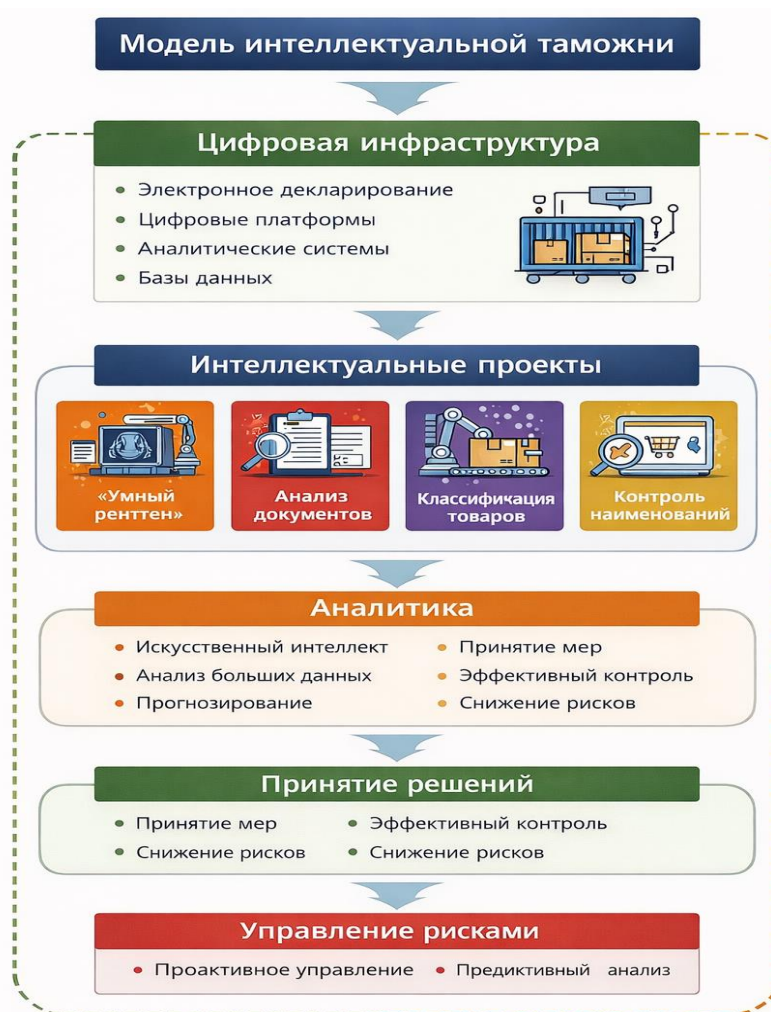 Модель интеллектуальной таможни
Цифровая инфраструктура
• Электронное декларирование
• Цифровые платформы
• Аналитические системы
• Базы данных
Интеллектуальные проекты
«Умный
ренттен»
Анализ
документов
Классификация
товаров
Контроль
наименований
Аналитика
• Искусственный интеллект
• Анализ больших данных
• Прогнозирование
• Принятие мер
• Эффективный контроль
• Снижение рисков
Принятие решений
• Принятие мер
• Снижение рисков
• Эффективный контроль
• Снижение рисков
Управление рисками
• Проактивное управление • Предиктивный анализ